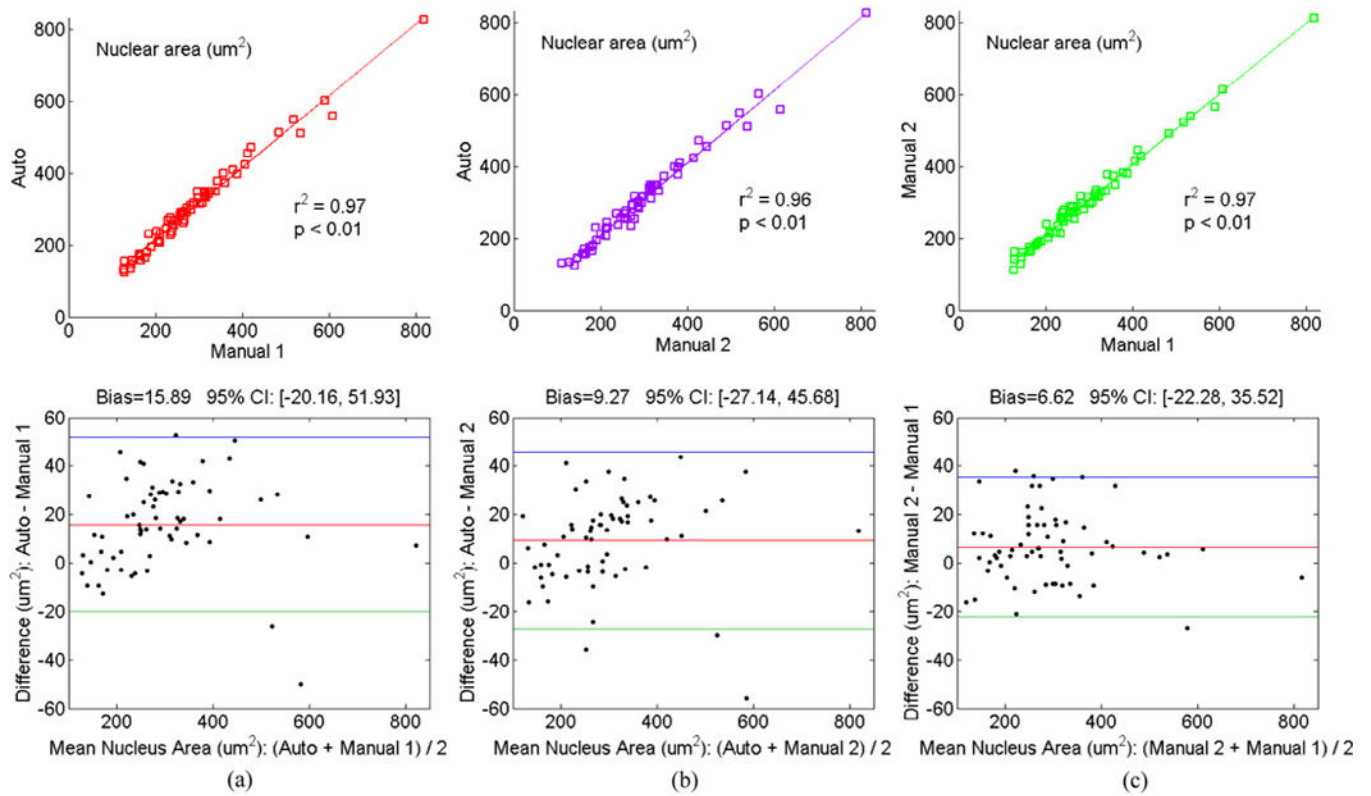 800
600
400
200
0
Auto
Nuclear area (um²)
r² = 0.97
p < 0.01
0 200 400 600 800
Manual 1
800
600
400
200
0
Auto
Nuclear area (um²)
r² = 0.96
p < 0.01
0 200 400 600 800
Manual 2
800
600
400
200
0
Manual 2
Nuclear area (um²)
r² = 0.97
p < 0.01
0 200 400 600 800
Manual 1
Bias=15.89 95% CI: [-20.16, 51.93]
60
40
20
0
-20
-40
-60
Difference (um²): Auto - Manual 1
200 400 600 800
Mean Nucleus Area (um²): (Auto + Manual 1) / 2
(a)
Bias=9.27 95% CI: [-27.14, 45.68]
60
40
20
0
-20
-40
-60
Difference (um²): Auto - Manual 2
200 400 600 800
Mean Nucleus Area (um²): (Auto + Manual 2) / 2
(b)
Bias=6.62 95% CI: [-22.28, 35.52]
60
40
20
0
-20
-40
-60
Difference (um²): Manual 2 - Manual 1
200 400 600 800
Mean Nucleus Area (um²): (Manual 2 + Manual 1) / 2
(c)